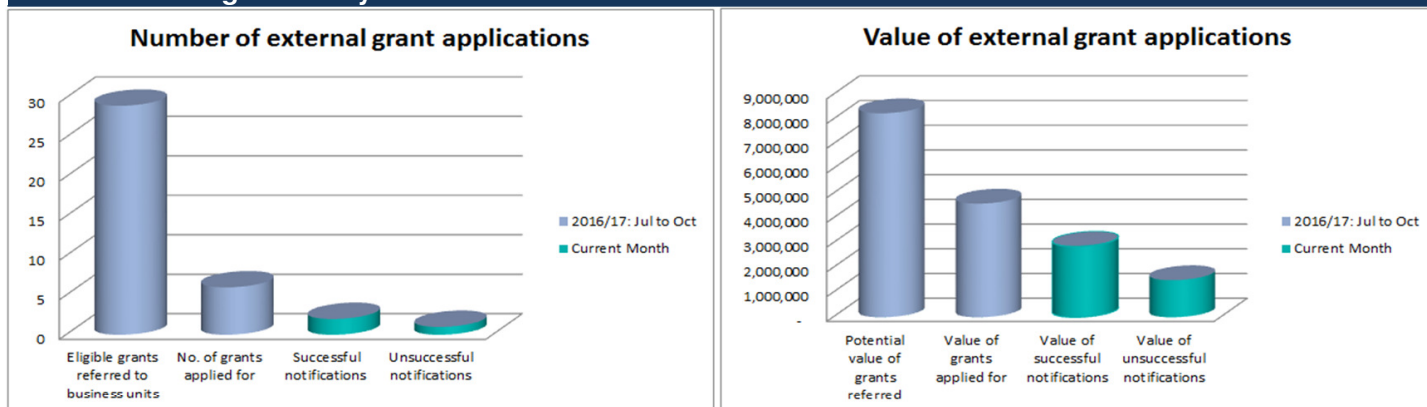 Number of external grant applications
30
25
20
15
10
5
0
Eligible grants
referred to
business units
No. of grants
applied for
Successful
notifications
Unsuccessful
notifications
2016/17: Jul to Oct
Current Month
Value of external grant applications
9,000,000
8,000,000
7,000,000
6,000,000
5,000,000
4,000,000
3,000,000
2,000,000
1,000,000
-
Potential
value of
grants
referred
Value of
grants
applied for
Value of
successful
notifications
Value of
unsuccessful
notifications
2016/17: Jul to Oct
Current Month